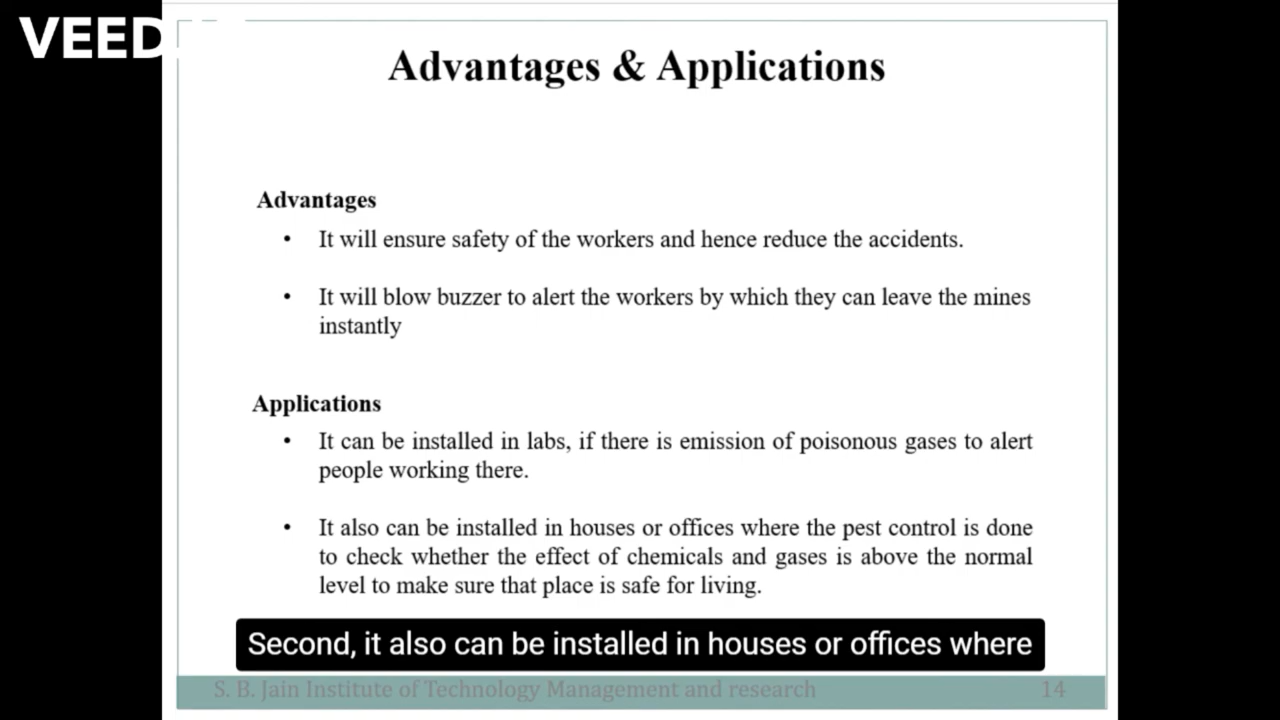 VEED
Advantages & Applications
Advantages
• It will ensure safety of the workers and hence reduce the accidents.
• It will blow buzzer to alert the workers by which they can leave the mines
instantly
Applications
• It can be installed in labs, if there is emission of poisonous gases to alert
people working there.
• It also can be installed in houses or offices where the pest control is done
to check whether the effect of chemicals and gases is above the normal
level to make sure that place is safe for living.
Second, it also can be installed in houses or offices where
S. B. Jain Institute of Technology Management and research 14